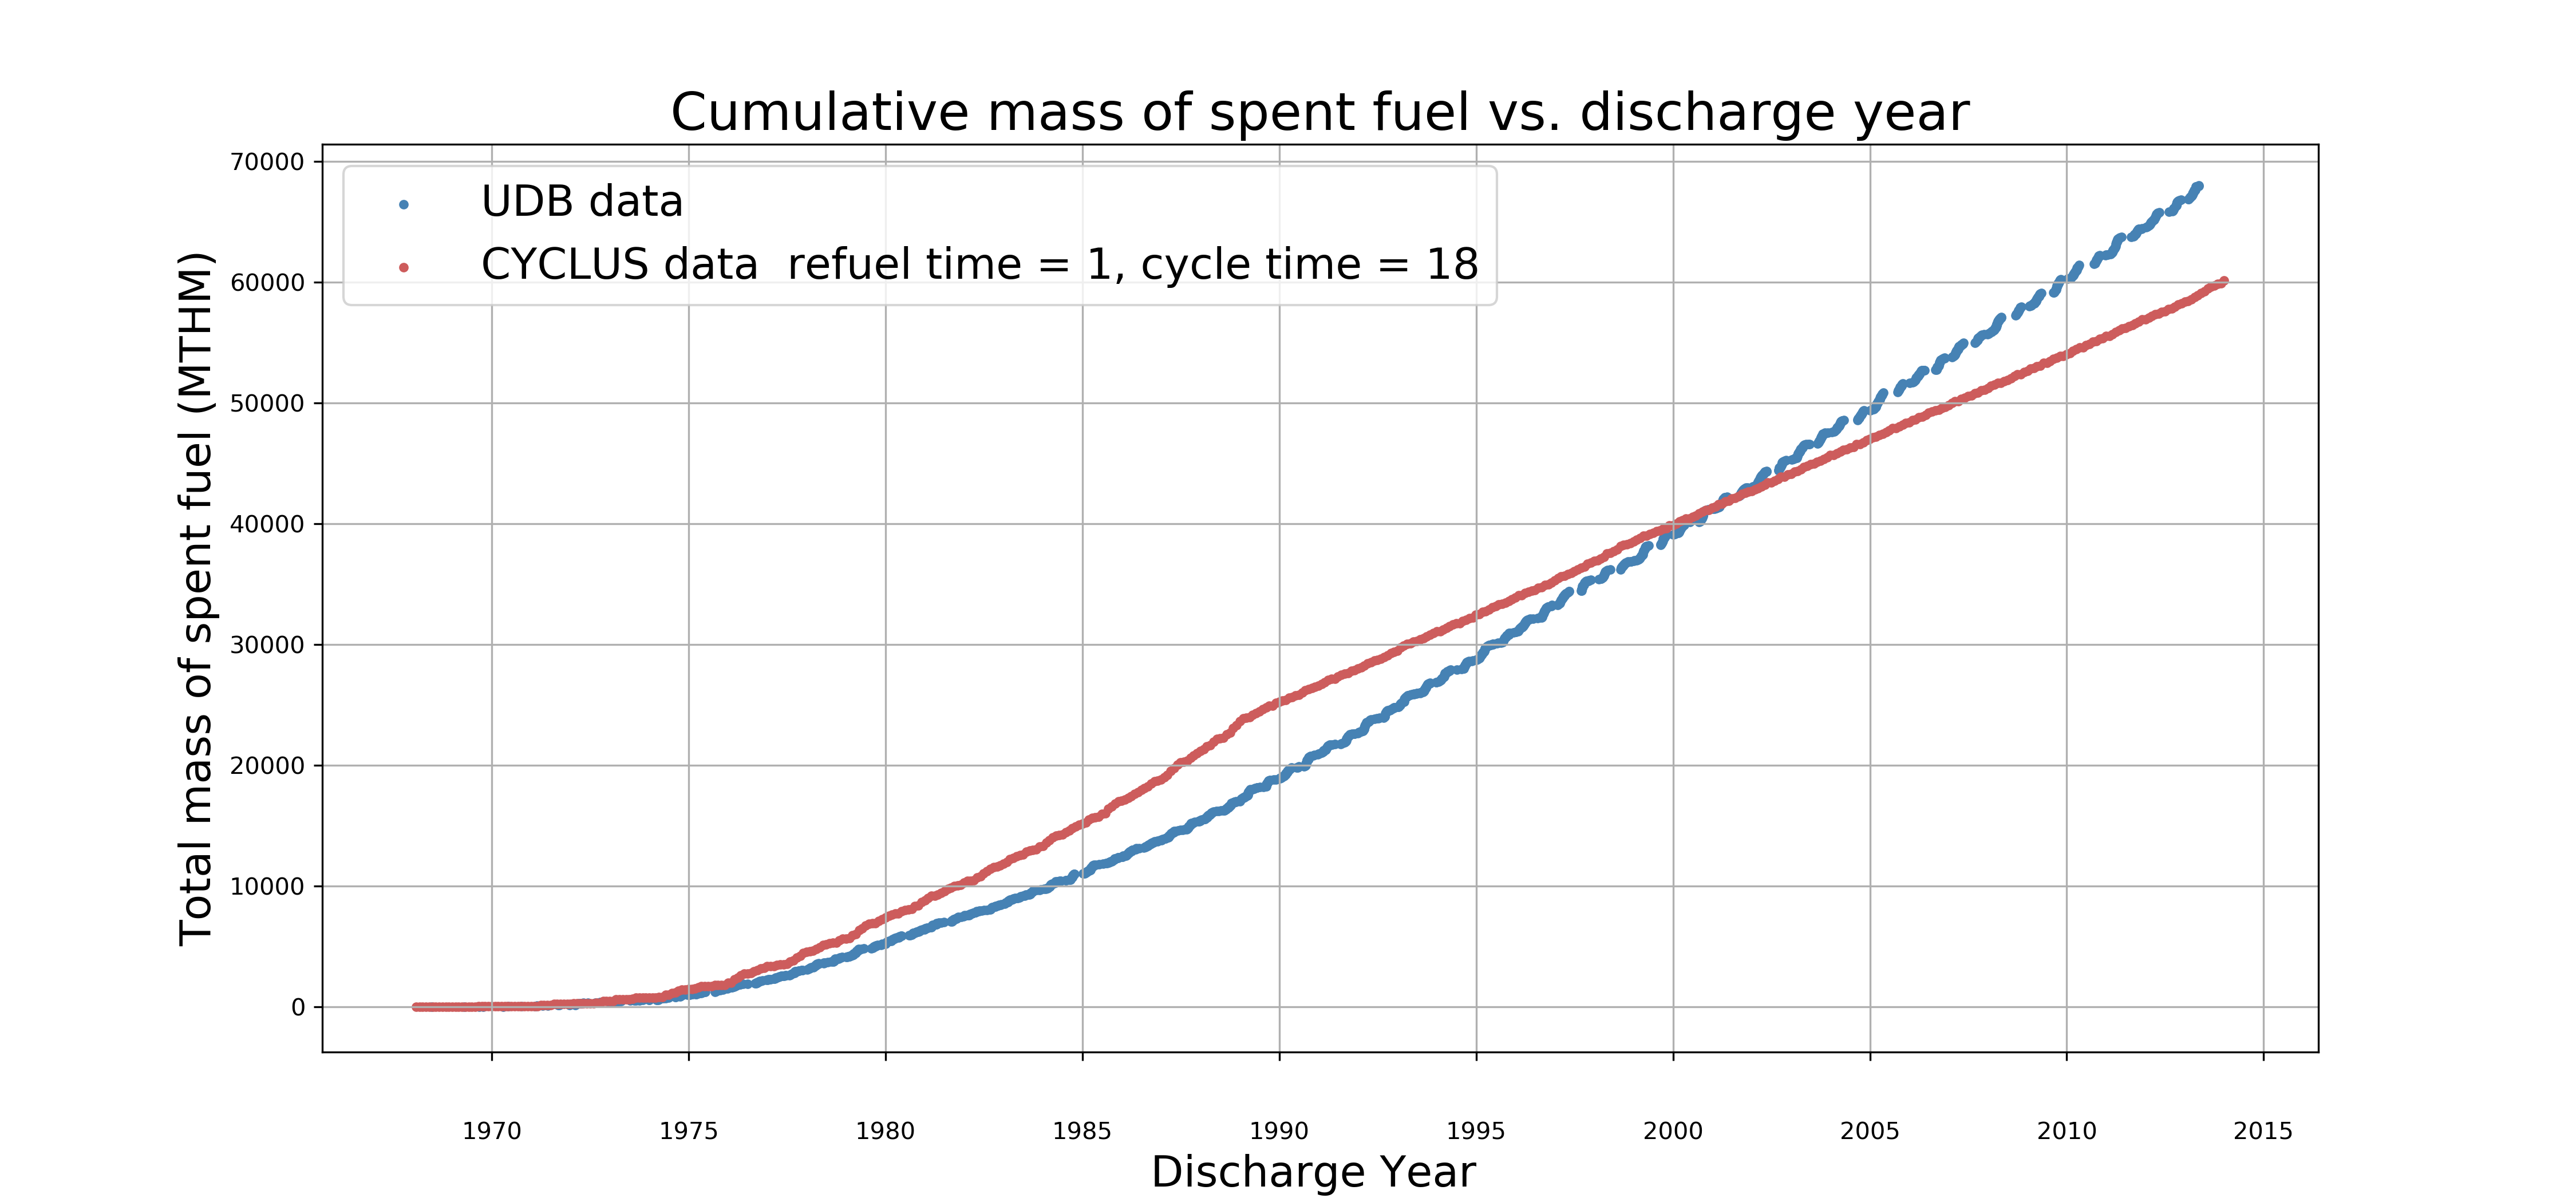 Cumulative mass of spent fuel vs. discharge year
UDB data
CYCLUS data  refuel time = 1, cycle time = 18
Total mass of spent fuel (MTHM)
70000
60000
50000
40000
30000
20000
10000
0
1970 1975 1980 1985 1990 1995 2000 2005 2010 2015
Discharge Year